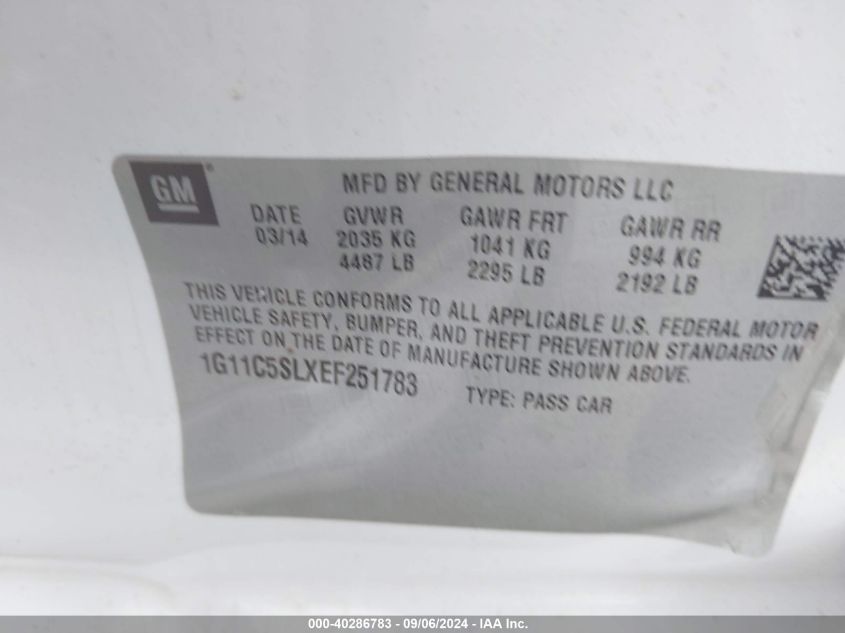 GM
MFD BY GENERAL MOTORS LLC
DATE GVWR GAWR FRT GAWR RR
03/14 2035 KG 1041 KG 994 KG
4487 LB 2295 LB 2192 LB
THIS VEHICLE CONFORMS TO ALL APPLICABLE U.S. FEDERAL MOTOR
VEHICLE SAFETY, BUMPER, AND THEFT PREVENTION STANDARDS IN
EFFECT ON THE DATE OF MANUFACTURE SHOWN ABOVE.
1G11C5SLXEF251783 TYPE: PASS CAR
000-40286783 - 09/06/2024 - IAA Inc.